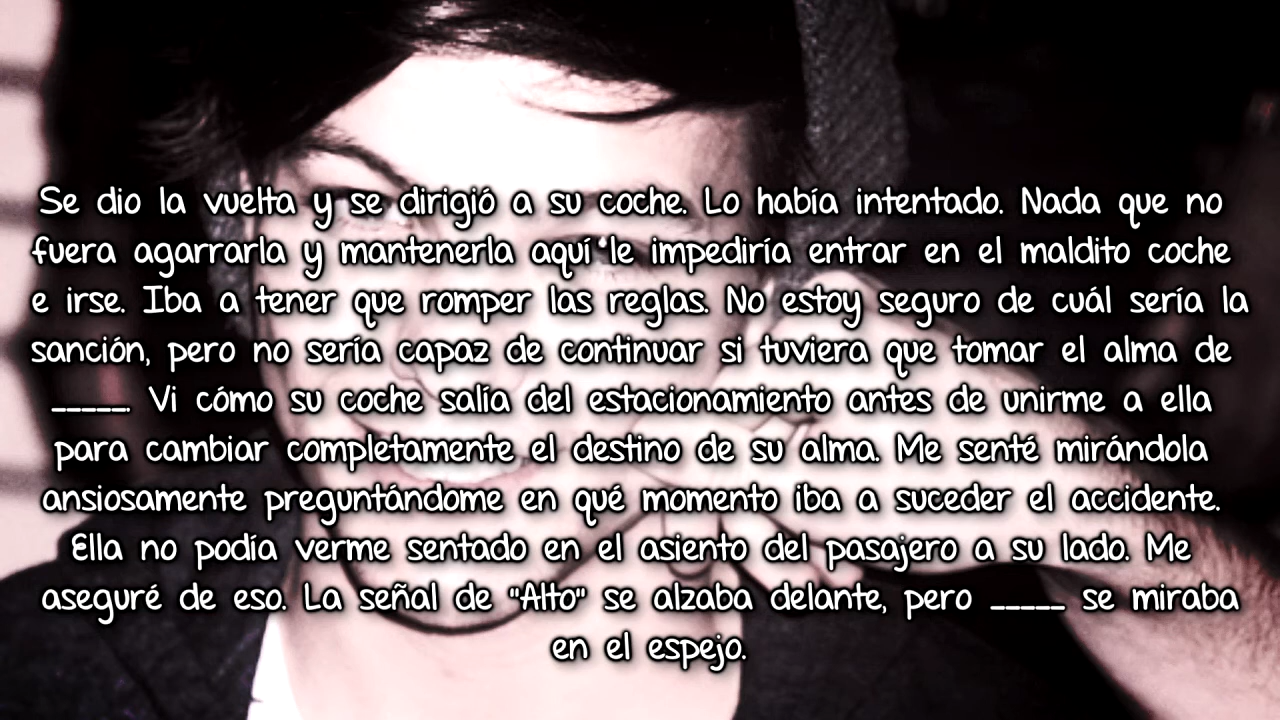 Se dio la vuelta y se dirigió a su coche. Lo había intentado. Nada que no
fuera agarrarla y mantenerla aquí le impediría entrar en el maldito coche
e irse. Iba a tener que romper las reglas. No estoy seguro de cuál sería la
sanción, pero no sería capaz de continuar si tuviera que tomar el alma de
_____. Vi cómo su coche salía del estacionamiento antes de unirme a ella
para cambiar completamente el destino de su alma. Me senté mirándola
ansiosamente preguntándome en qué momento iba a suceder el accidente.
Ella no podía verme sentado en el asiento del pasajero a su lado. Me
aseguré de eso. La señal de "Alto" se alzaba delante, pero _____ se miraba
en el espejo.